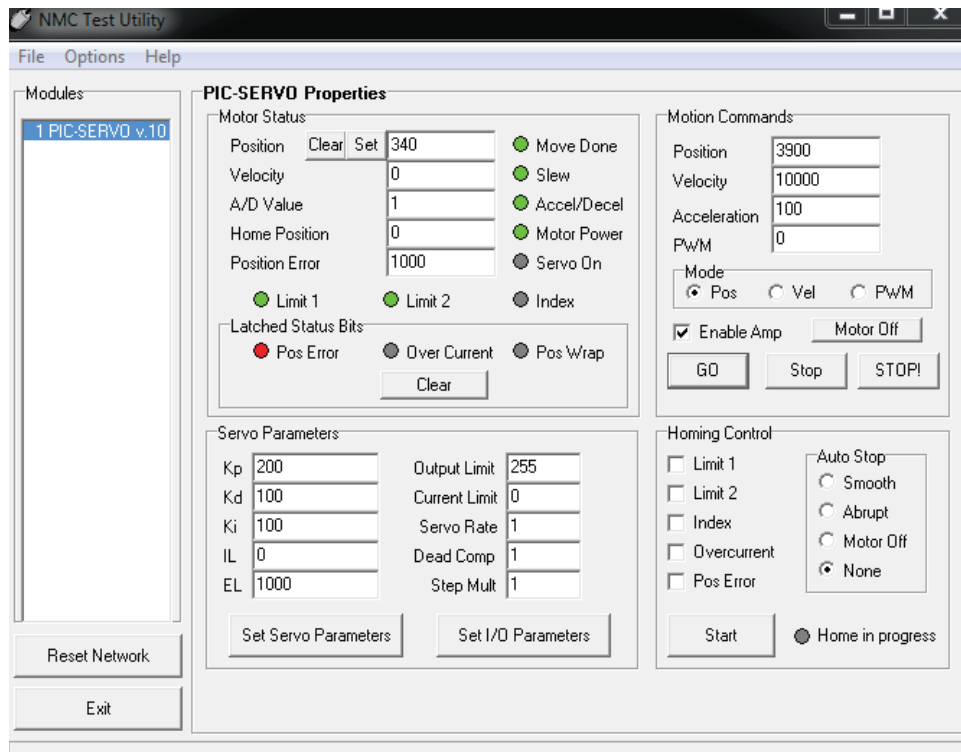 NMC Test Utility
File Options Help
Modules
1 PIC-SERVO v.10
Reset Network
Exit
PIC-SERVO Properties
Motor Status
Position Clear Set 340 Move Done
Velocity 0 Slew
A/D Value 1 Accel/Decel
Home Position 0 Motor Power
Position Error 1000 Servo On
Limit 1 Limit 2 Index
Latched Status Bits
Pos Error Over Current Pos Wrap
Clear
Motion Commands
Position 3900
Velocity 10000
Acceleration 100
PWM 0
Mode
Pos Vel PWM
Enable Amp Motor Off
GO Stop STOP!
Servo Parameters
Kp 200 Output Limit 255
Kd 100 Current Limit 0
Ki 100 Servo Rate 1
IL 0 Dead Comp 1
EL 1000 Step Mult 1
Set Servo Parameters Set I/O Parameters
Homing Control
Limit 1
Limit 2
Index
Overcurrent
Pos Error
Auto Stop
Smooth
Abrupt
Motor Off
None
Start Home in progress